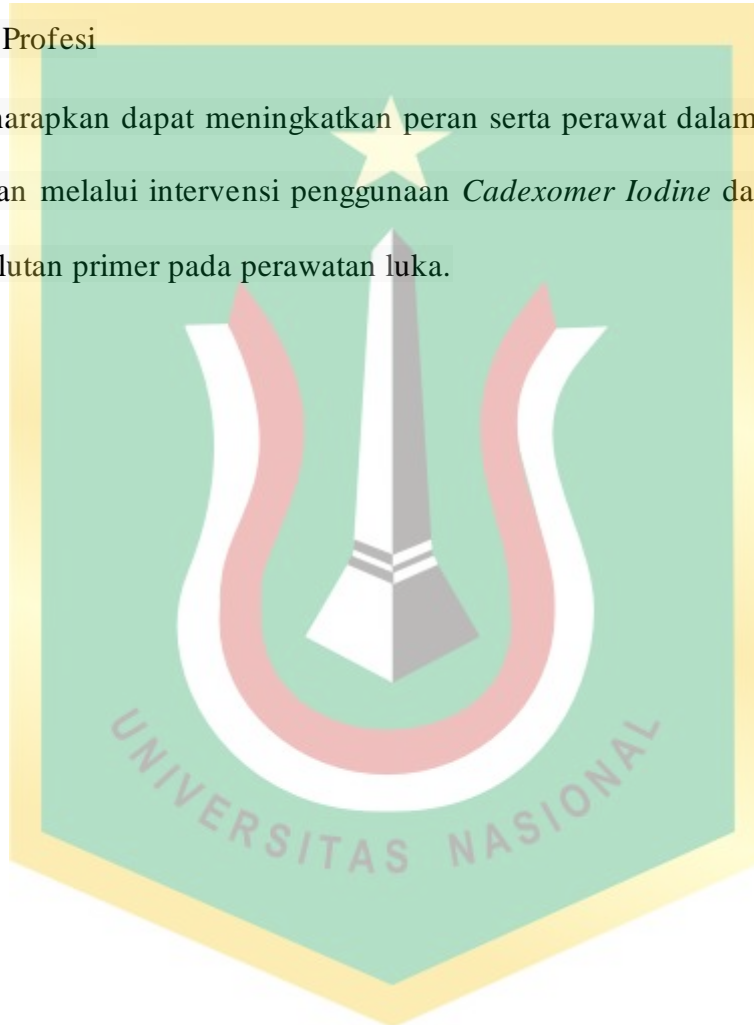 Profesi
harapkan dapat meningkatkan peran serta perawat dalam
an melalui intervensi penggunaan Cadexomer Iodine da
lutan primer pada perawatan luka.
UNIVERSITAS NASIONAL